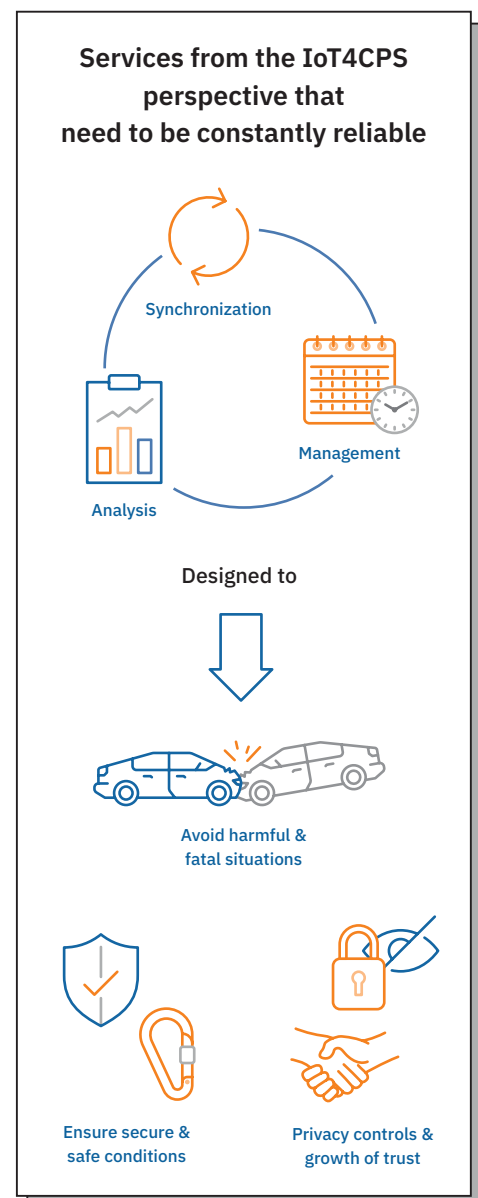 Services from the IoT4CPS
perspective that
need to be constantly reliable
Synchronization
Management
Analysis
Designed to
Avoid harmful &
fatal situations
Ensure secure &
safe conditions
Privacy controls &
growth of trust